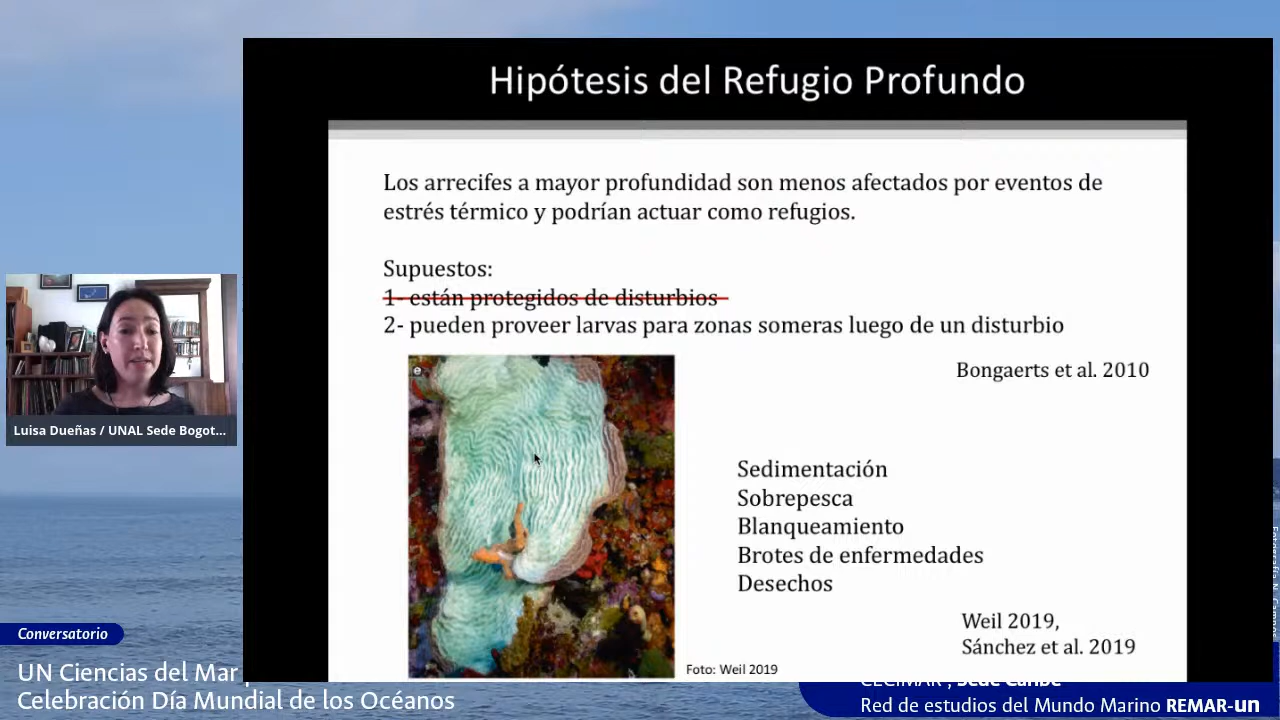 Hipótesis del Refugio Profundo
Los arrecifes a mayor profundidad son menos afectados por eventos de
estrés térmico y podrían actuar como refugios.
Supuestos:
1- están protegidos de disturbios
2- pueden proveer larvas para zonas someras luego de un disturbio
Bongaerts et al. 2010
e
Sedimentación
Sobrepesca
Blanqueamiento
Brotes de enfermedades
Desechos
Weil 2019,
Sánchez et al. 2019
Foto: Weil 2019
Luisa Dueñas / UNAL Sede Bogot...
Conversatorio
UN Ciencias del Mar
Celebración Día Mundial de los Océanos
CECIMAR, Sede Caribe
Red de estudios del Mundo Marino REMAR-un